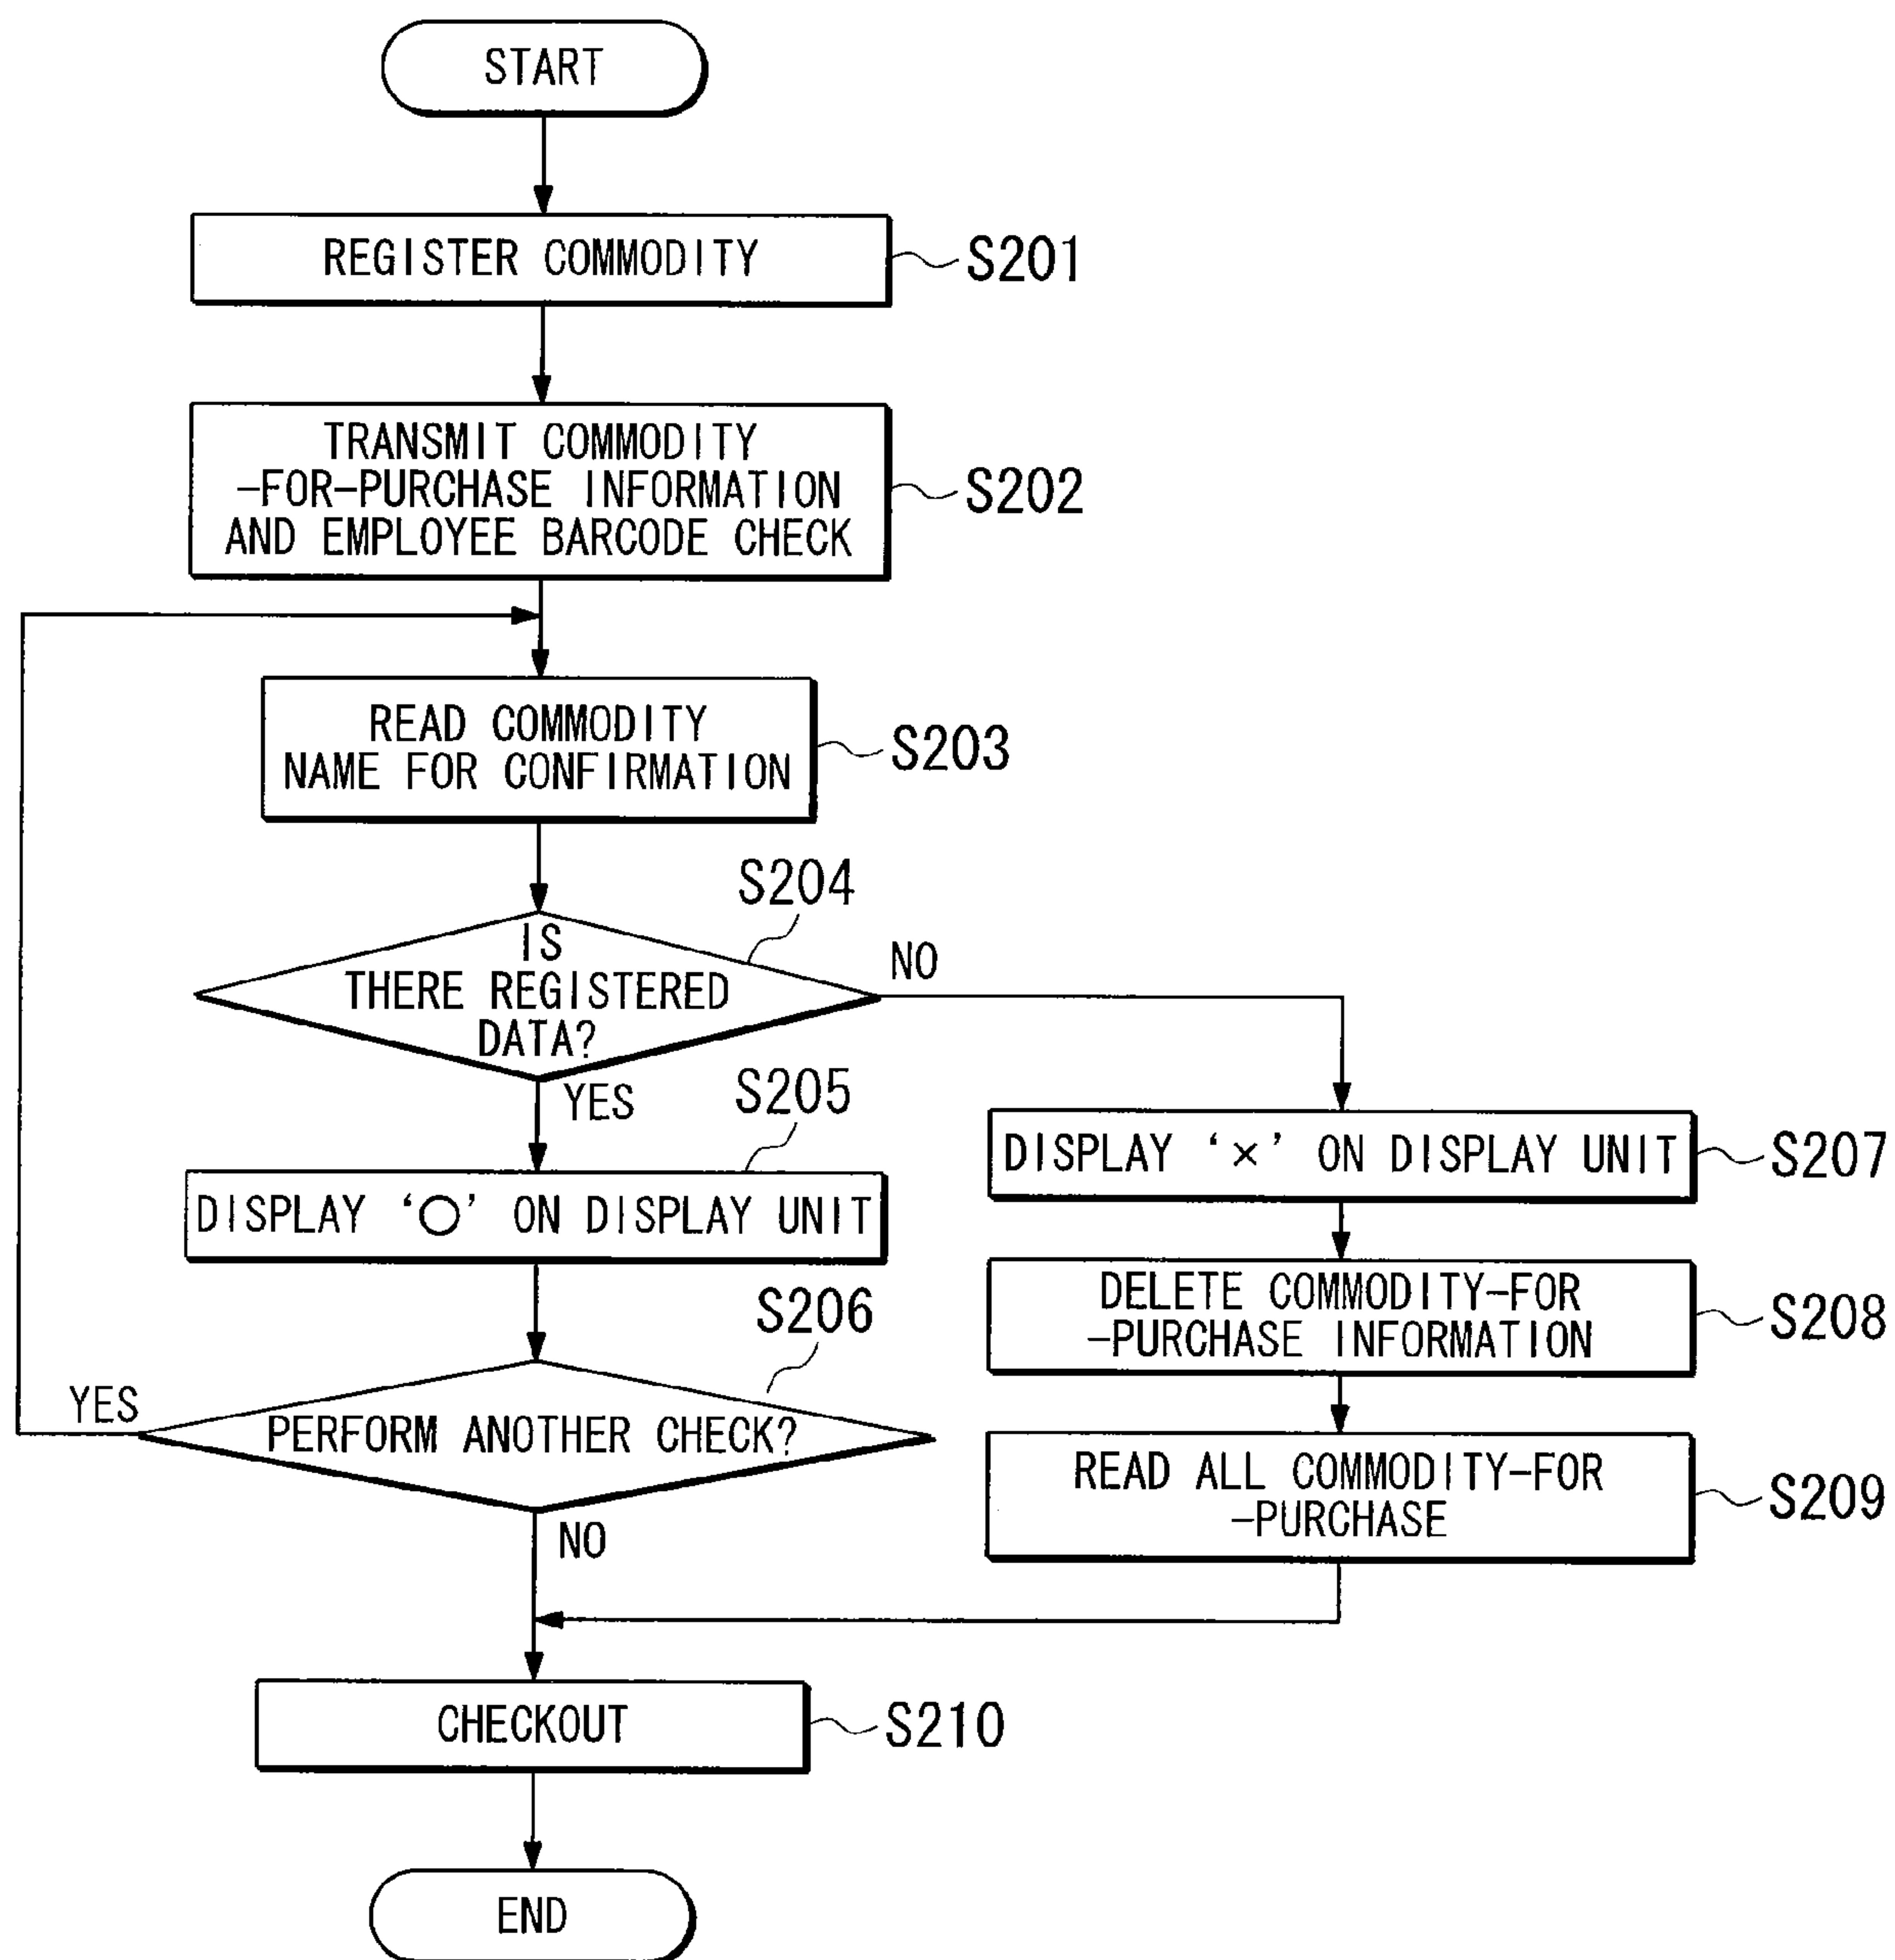 START
REGISTER COMMODITY
S201
TRANSMIT COMMODITY
-FOR-PURCHASE INFORMATION
AND EMPLOYEE BARCODE CHECK
S202
READ COMMODITY
NAME FOR CONFIRMATION
S203
S204
IS
THERE REGISTERED
DATA?
NO
YES
S205
DISPLAY ‘○’ ON DISPLAY UNIT
S206
PERFORM ANOTHER CHECK?
YES
NO
DISPLAY ‘×’ ON DISPLAY UNIT
S207
DELETE COMMODITY-FOR
-PURCHASE INFORMATION
S208
READ ALL COMMODITY-FOR
-PURCHASE
S209
CHECKOUT
S210
END